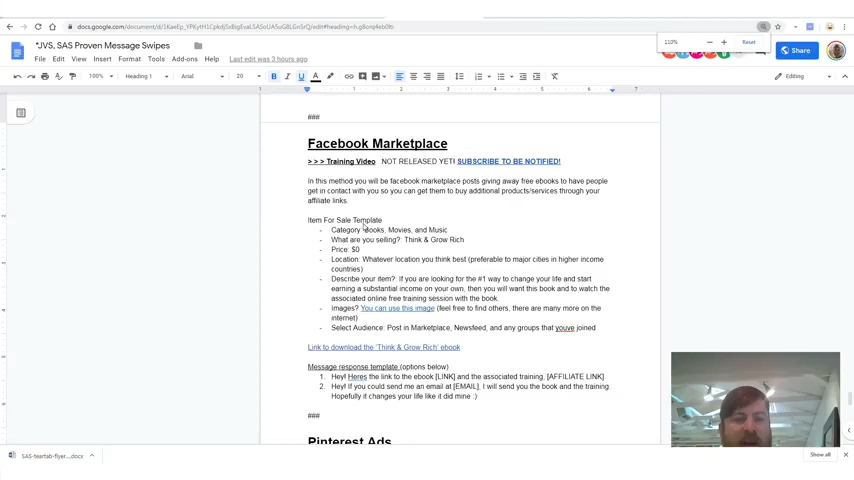 docs.google.com/document/d/
*JVS, SAS Proven Message Swipes
File Edit View Insert Format Tools Add-ons Help Last edit was 3 hours
110% Reset
Share
100% Heading 1 Arial 20 Editing
###
Facebook Marketplace
> > > Training Video NOT RELEASED YET! SUBSCRIBE TO BE NOTIFIED!
In this method you will be facebook marketplace posts giving away free ebooks to have people
get in contact with you so you can get them to buy additional products/services through your
affiliate links.
Item For Sale Template
- Category Books, Movies, and Music
- What are you selling?: Think & Grow Rich
- Price: $0
- Location: Whatever location you think best (preferable to major cities in higher income
countries)
- Describe your item?: If you are looking for the #1 way to change your life and start
earning a substantial income on your own, then you will want this book and to watch the
associated online free training session with the book.
- Images? You can use this image (feel free to find others, there are many more on the
internet)
- Select Audience: Post in Marketplace, Newsfeed, and any groups that youve joined
Link to download the 'Think & Grow Rich' ebook
Message response template (options below)
1. Hey! Heres the link to the ebook [LINK] and the associated training, [AFFILIATE LINK].
2. Hey! If you could send me an email at [EMAIL], I will send you the book and the training.
Hopefully it changes your life like it did mine :)
###
Pinterest Ads
SAS-teartab-flyer....docx
Show all